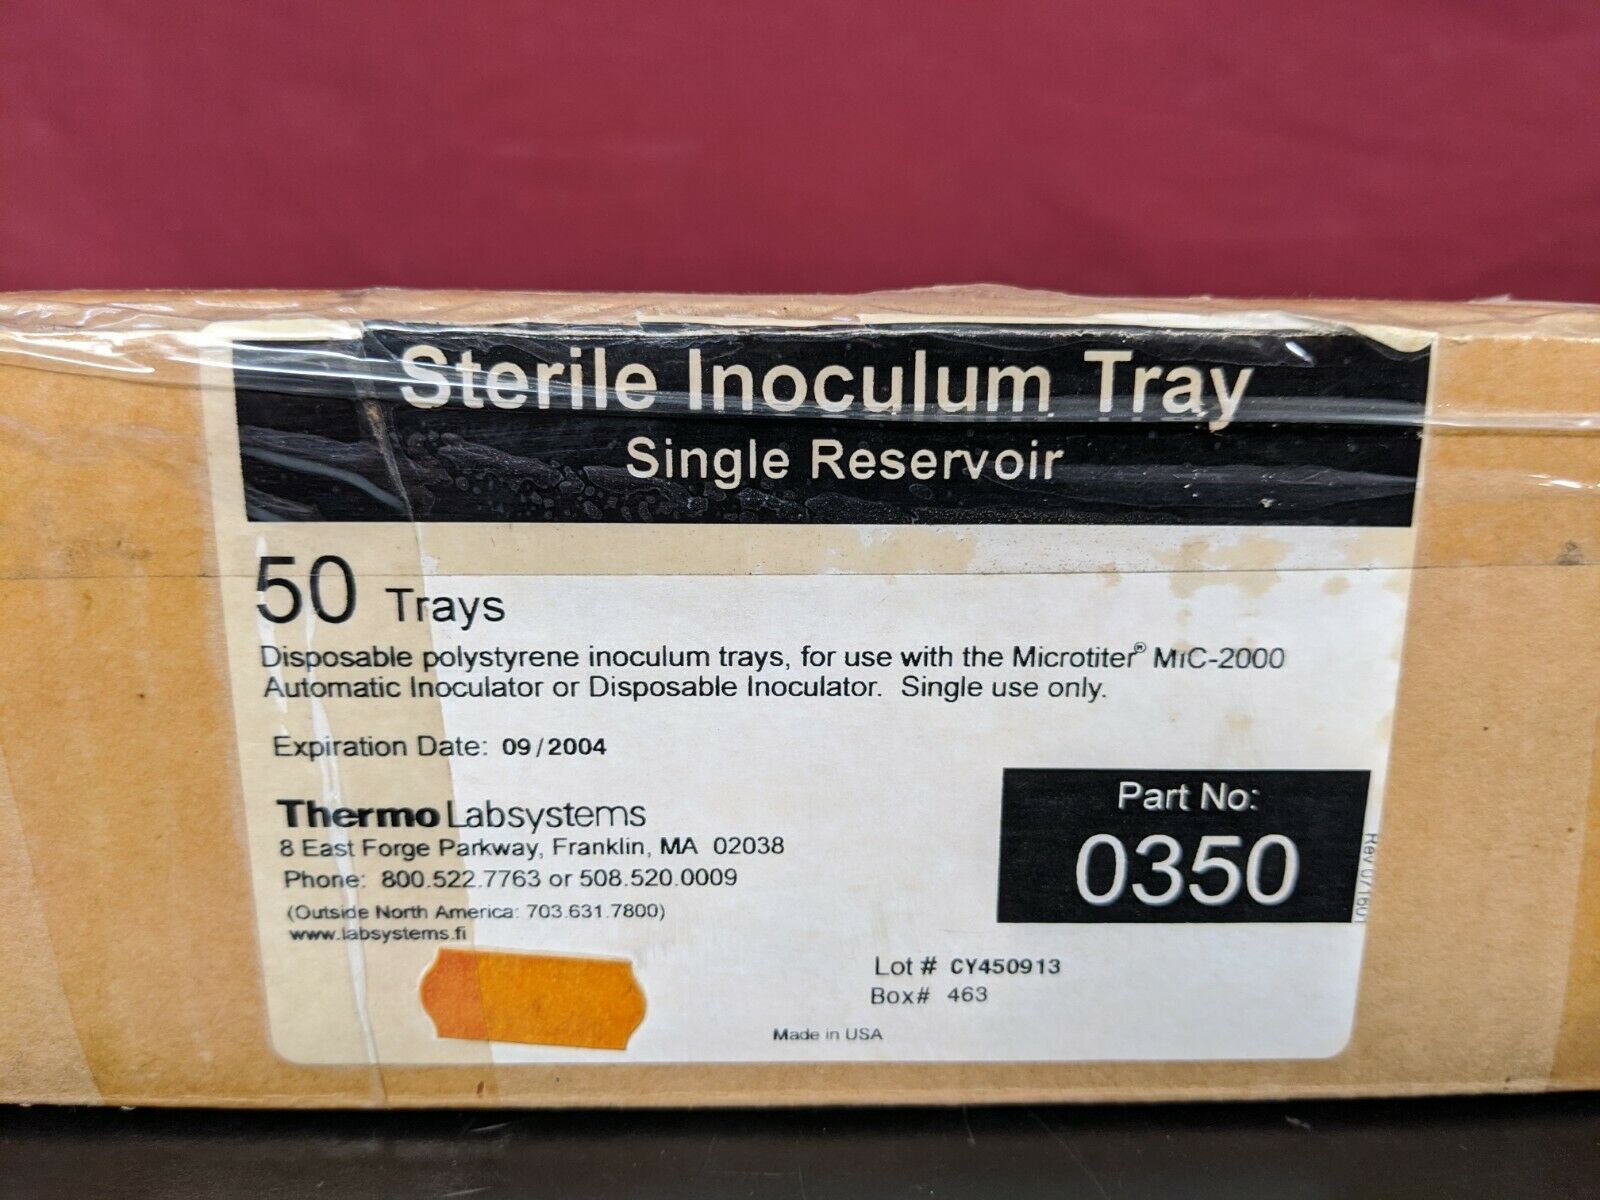 Sterile Inoculum Tray
Single Reservoir
50 Trays
Disposable polystyrene inoculum trays, for use with the Microtiter® MIC-2000
Automatic Inoculator or Disposable Inoculator. Single use only.
Expiration Date: 09/2004
Thermo Labsystems
8 East Forge Parkway, Franklin, MA 02038
Phone: 800.522.7763 or 508.520.0009
(Outside North America: 703.631.7800)
www.labsystems.fi
Part No:
0350
Rev
Lot # CY450913
Box# 463
Made in USA